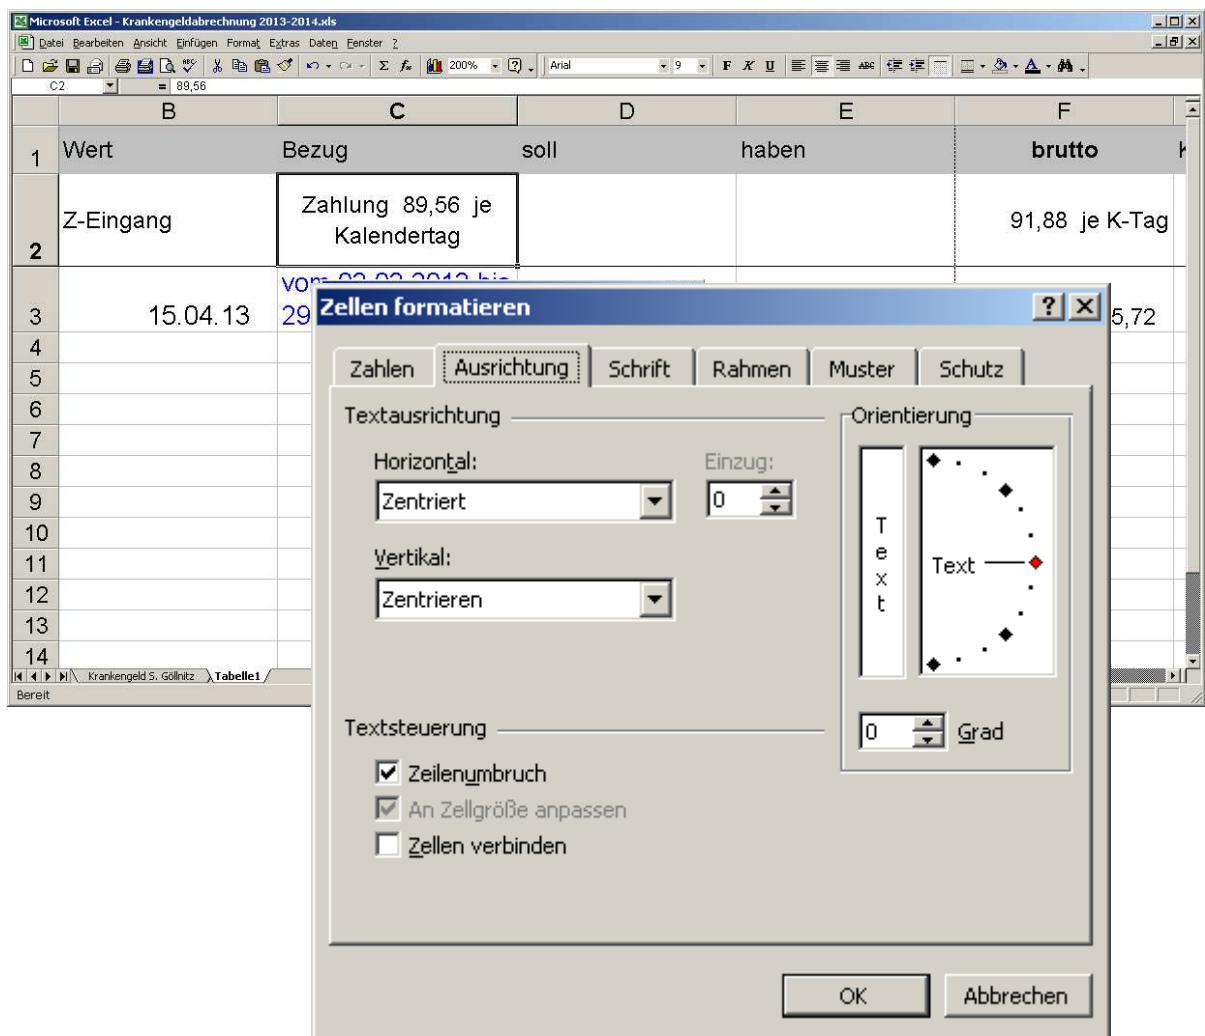 Microsoft Excel - Krankengeldabrechnung 2013-2014.xls
Datei Bearbeiten Ansicht Einfügen Format Extras Daten Fenster ?
200% Arial 9 F K U ABC
C2 = 89,56
B C D E F
1 Wert Bezug soll haben brutto
2 Z-Eingang Zahlung 89,56 je
Kalendertag
91,88 je K-Tag
3 15.04.13 29
5,72
4
5
6
7
8
9
10
11
12
13
14
Krankengeld S. Göllnitz Tabelle1
Bereit
Zellen formatieren
Zahlen Ausrichtung Schrift Rahmen Muster Schutz
Textausrichtung
Horizontal:
Zentriert
Einzug:
0
Vertikal:
Zentrieren
Orientierung
Text
Text
0 Grad
Textsteuerung
Zeilenumbruch
An Zellgröße anpassen
Zellen verbinden
OK Abbrechen